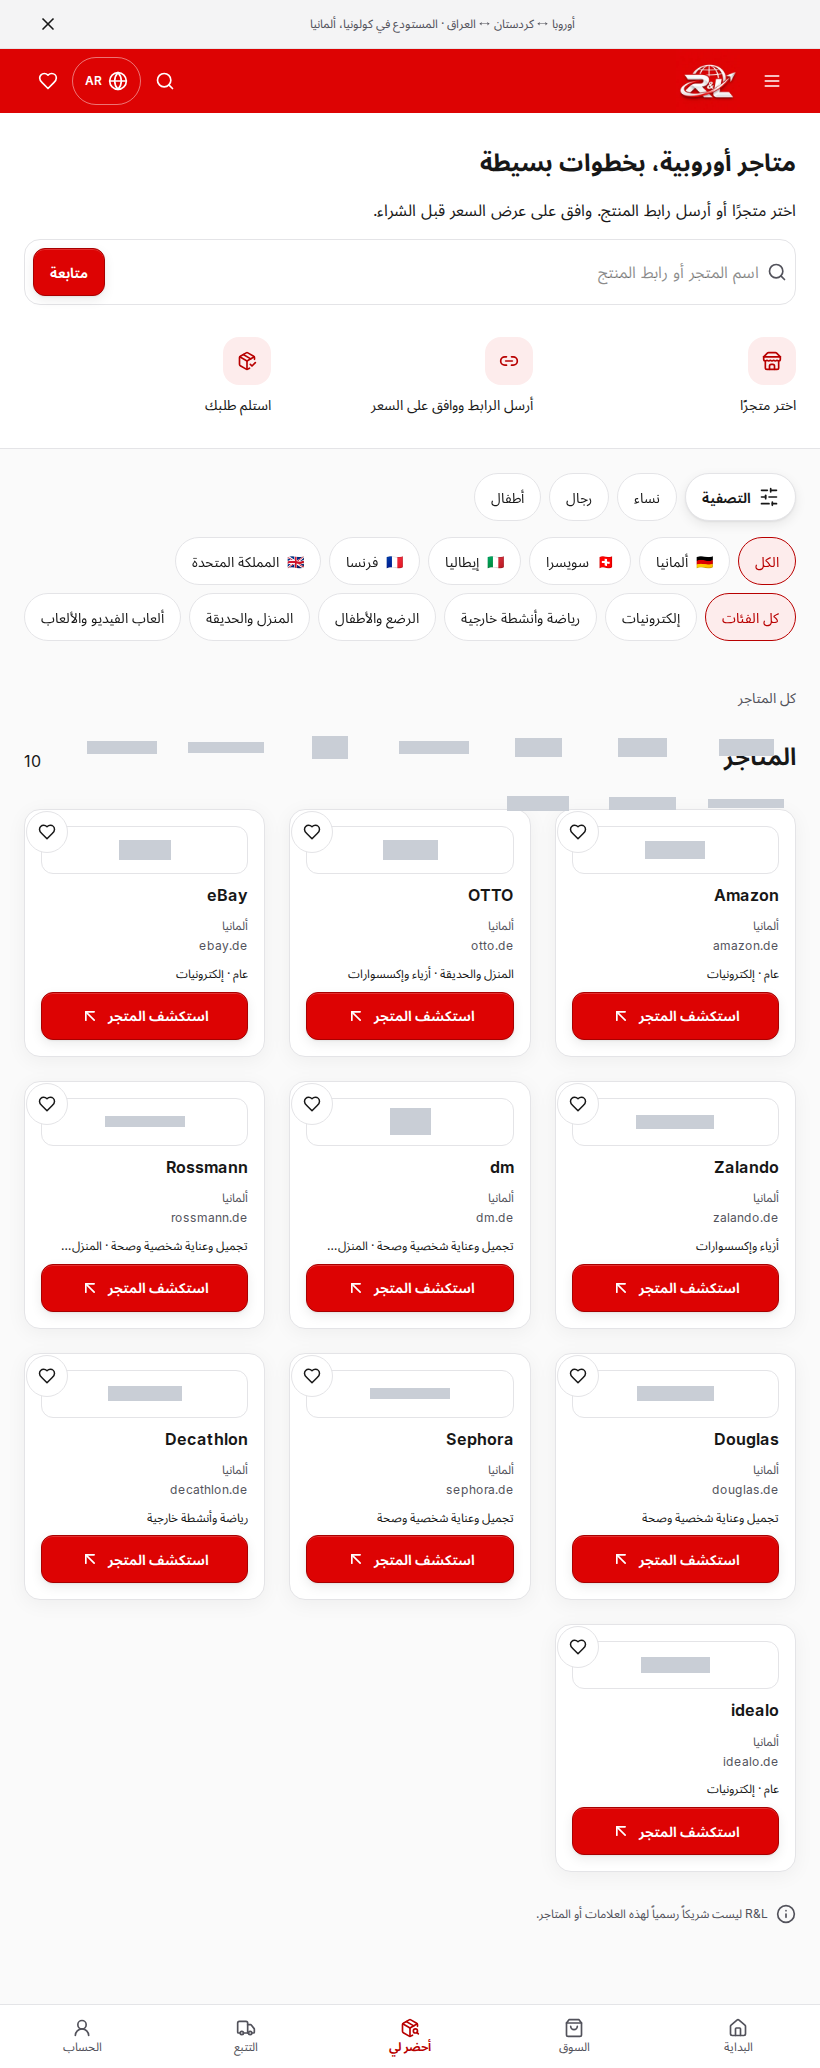 أوروبا ↔ كردستان ↔ العراق · المستودع في كولونيا، ألمانيا
R&L
AR
متاجر أوروبية، بخطوات بسيطة
اختر متجرًا أو أرسل رابط المنتج. وافق على عرض السعر قبل الشراء.
اسم المتجر أو رابط المنتج
متابعة
اختر متجرًا
أرسل الرابط ووافق على السعر
استلم طلبك
التصفية نساء رجال أطفال
الكل ألمانيا سويسرا إيطاليا فرنسا المملكة المتحدة
كل الفئات إلكترونيات رياضة وأنشطة خارجية الرضع والأطفال المنزل والحديقة ألعاب الفيديو والألعاب
كل المتاجر
المتاجر
10
Amazon
ألمانيا
amazon.de
عام · إلكترونيات
استكشف المتجر
OTTO
ألمانيا
otto.de
المنزل والحديقة · أزياء وإكسسوارات
استكشف المتجر
eBay
ألمانيا
ebay.de
عام · إلكترونيات
استكشف المتجر
Zalando
ألمانيا
zalando.de
أزياء وإكسسوارات
استكشف المتجر
dm
ألمانيا
dm.de
تجميل وعناية شخصية وصحة · المنزل...
استكشف المتجر
Rossmann
ألمانيا
rossmann.de
تجميل وعناية شخصية وصحة · المنزل...
استكشف المتجر
Douglas
ألمانيا
douglas.de
تجميل وعناية شخصية وصحة
استكشف المتجر
Sephora
ألمانيا
sephora.de
تجميل وعناية شخصية وصحة
استكشف المتجر
Decathlon
ألمانيا
decathlon.de
رياضة وأنشطة خارجية
استكشف المتجر
idealo
ألمانيا
idealo.de
عام · إلكترونيات
استكشف المتجر
R&L ليست شريكاً رسمياً لهذه العلامات أو المتاجر.
البداية
السوق
أحضر لي
التتبع
الحساب